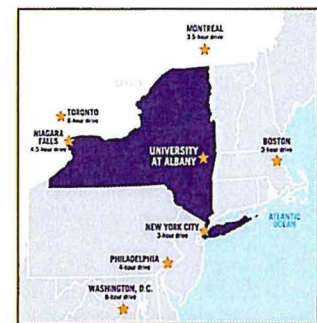 MONTREAL
3.5-hour drive
TORONTO
6-hour drive
NIAGARA
FALLS
4.5-hour drive
UNIVERSITY
AT ALBANY
BOSTON
3-hour drive
NEW YORK CITY
3-hour drive
ATLANTIC
OCEAN
PHILADELPHIA
4-hour drive
WASHINGTON, D.C.
6-hour drive